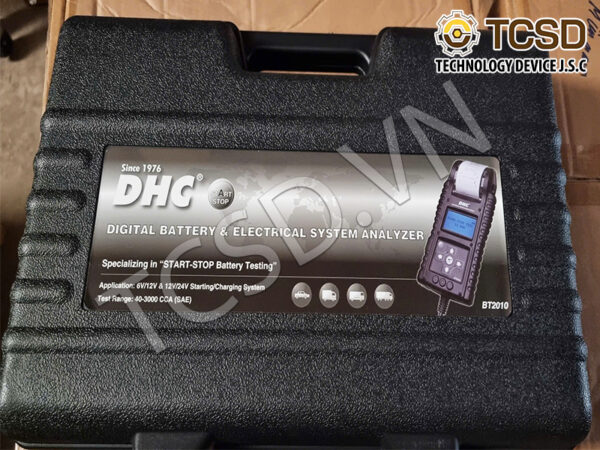 TCSD
TECHNOLOGY DEVICE J.S.C
Since 1976
DHC®
START
STOP
DIGITAL BATTERY & ELECTRICAL SYSTEM ANALYZER
Specializing in "START-STOP Battery Testing"
Application: 6V/12V & 12V/24V Starting/Charging System
Test Range: 40-3000 CCA (SAE)
DHC
BT2010
TCSD.VN